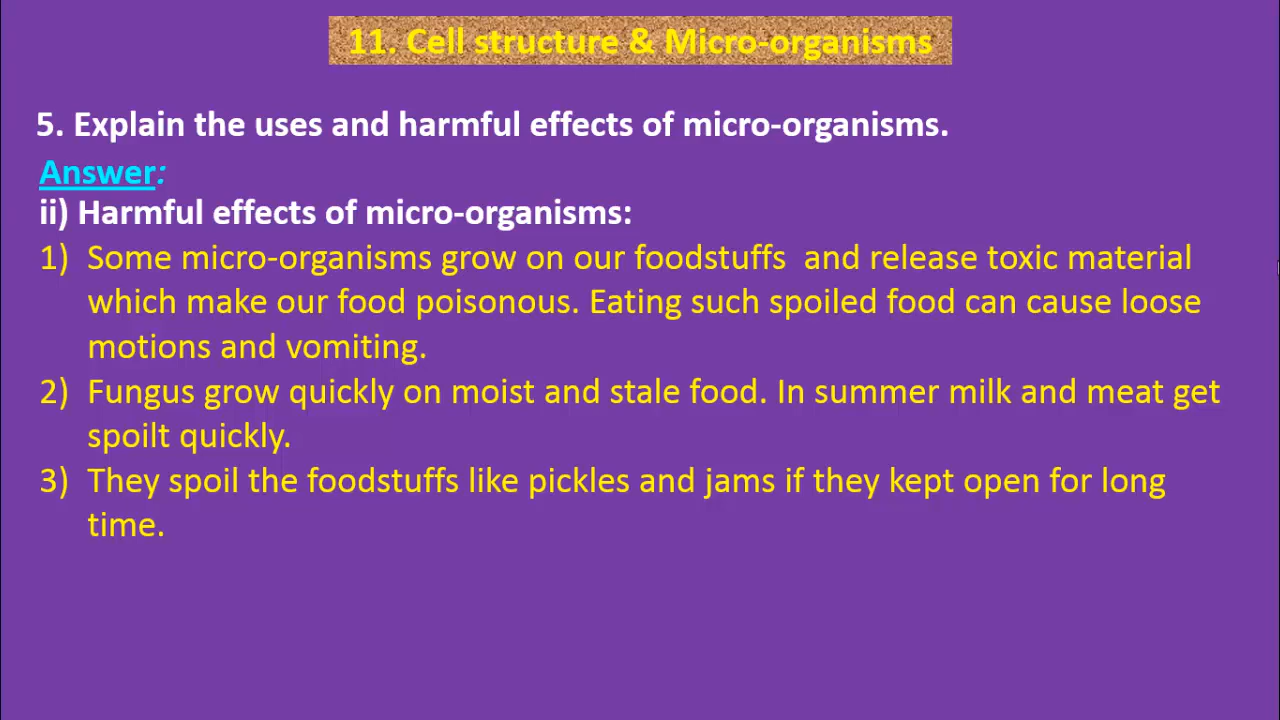 11. Cell structure & Micro-organisms
5. Explain the uses and harmful effects of micro-organisms.
Answer:
ii) Harmful effects of micro-organisms:
1) Some micro-organisms grow on our foodstuffs  and release toxic material
which make our food poisonous. Eating such spoiled food can cause loose
motions and vomiting.
2) Fungus grow quickly on moist and stale food. In summer milk and meat get
spoilt quickly.
3) They spoil the foodstuffs like pickles and jams if they kept open for long
time.